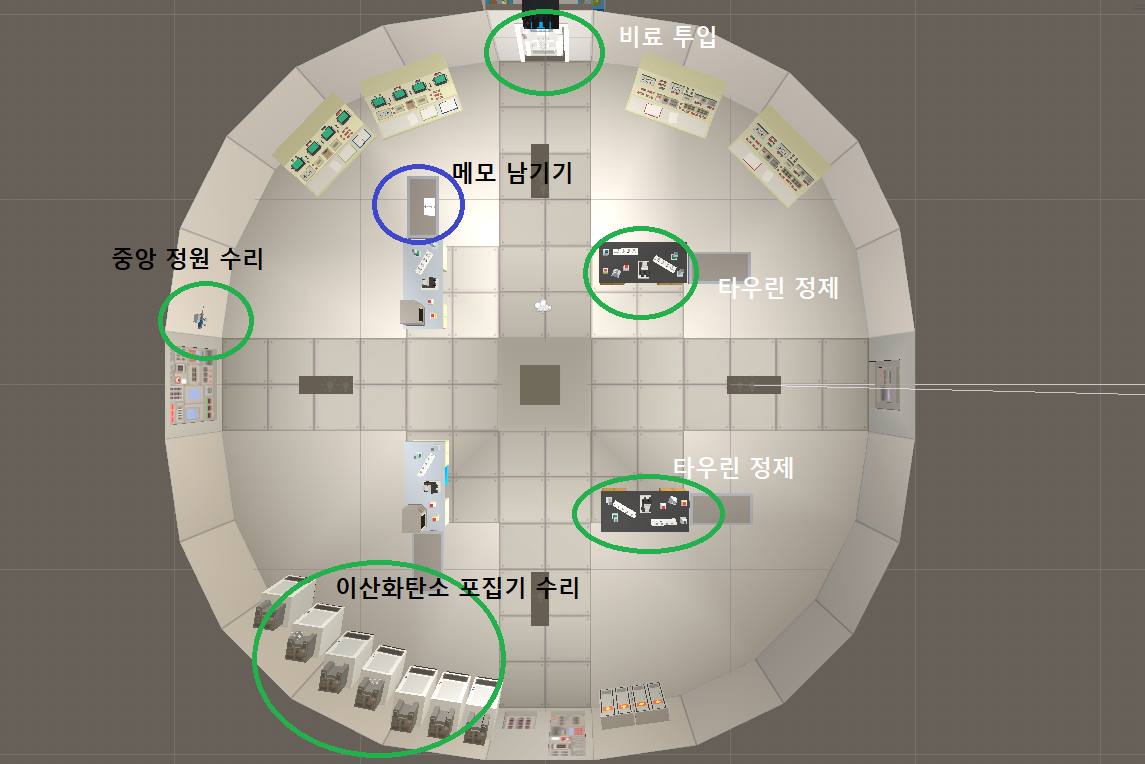 비료 투입
메모 남기기
중앙 정원 수리
타우린 정제
타우린 정제
이산화탄소 포집기 수리